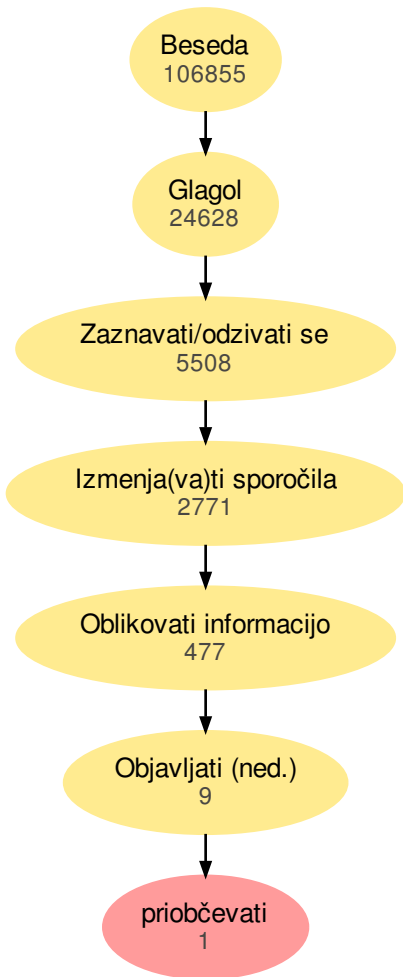 Beseda
106855
Glagol
24628
Zaznavati/odzivati se
5508
Izmenja(va)ti sporočila
2771
Oblikovati informacijo
477
Objavljati (ned.)
9
priobčevati
1